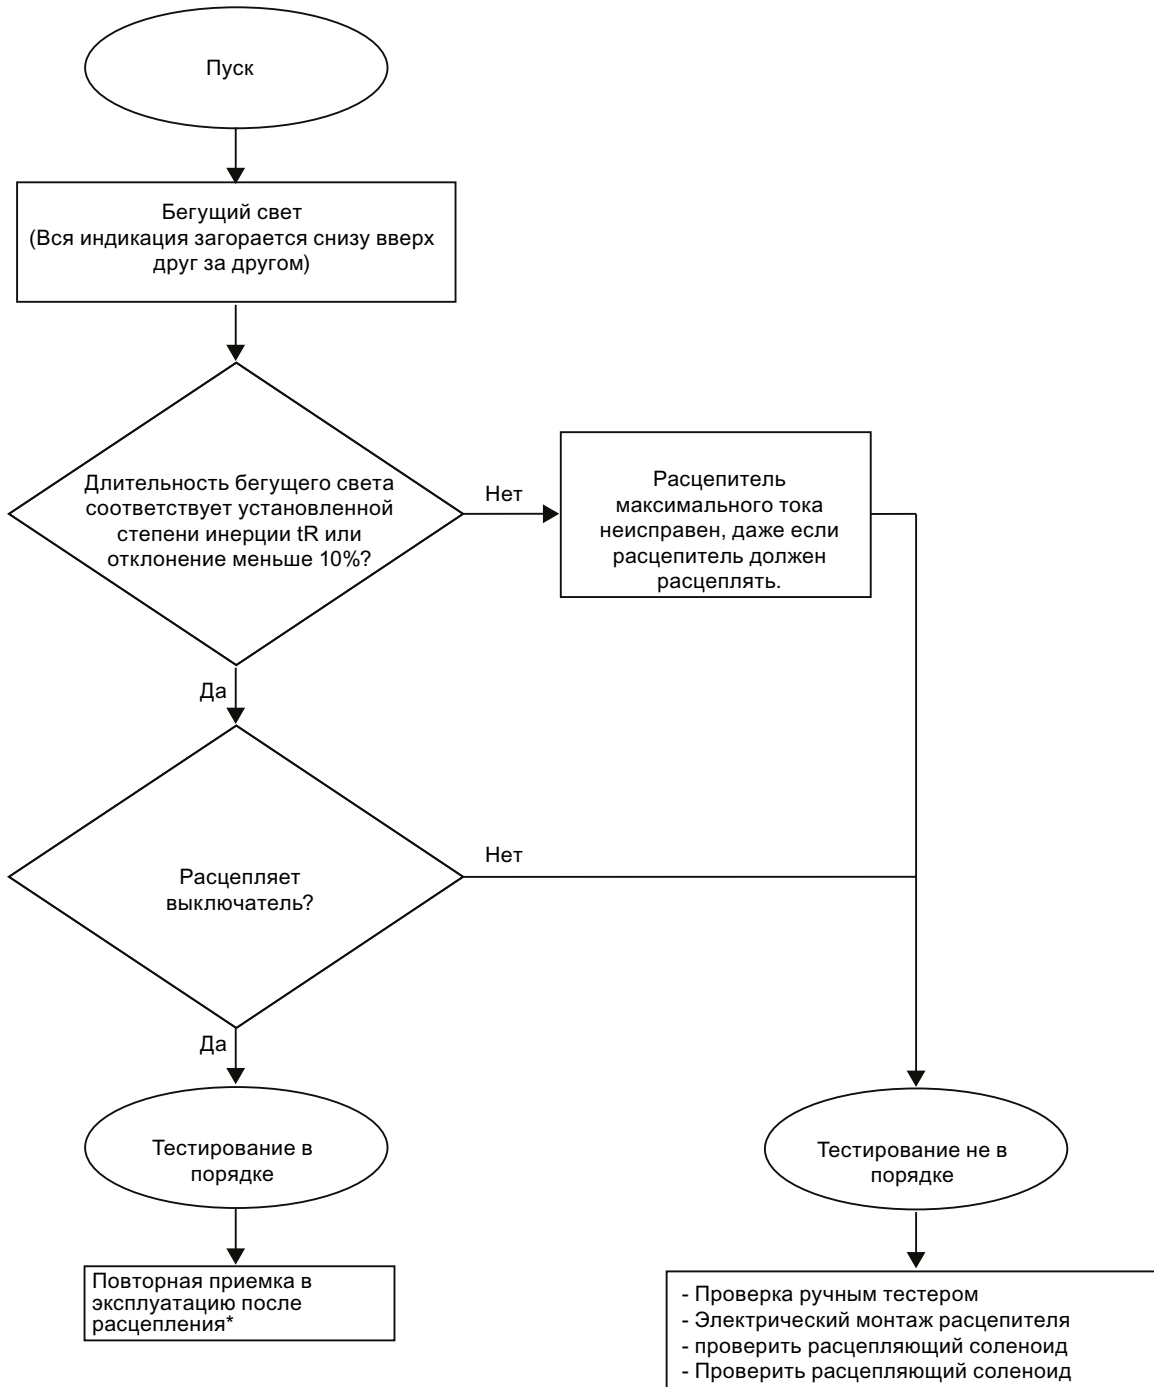 Пуск
Бегущий свет
(Вся индикация загорается снизу вверх
друг за другом)
Длительность бегущего света
соответствует установленной
степени инерции tR или
отклонение меньше 10%?
Нет
Расцепитель
максимального тока
неисправен, даже если
расцепитель должен
расцеплять.
Да
Расцепляет
выключатель?
Нет
Да
Тестирование в
порядке
Тестирование не в
порядке
Повторная приемка в
эксплуатацию после
расцепления*
- Проверка ручным тестером
- Электрический монтаж расцепителя
- проверить расцепляющий соленоид
- Проверить расцепляющий соленоид